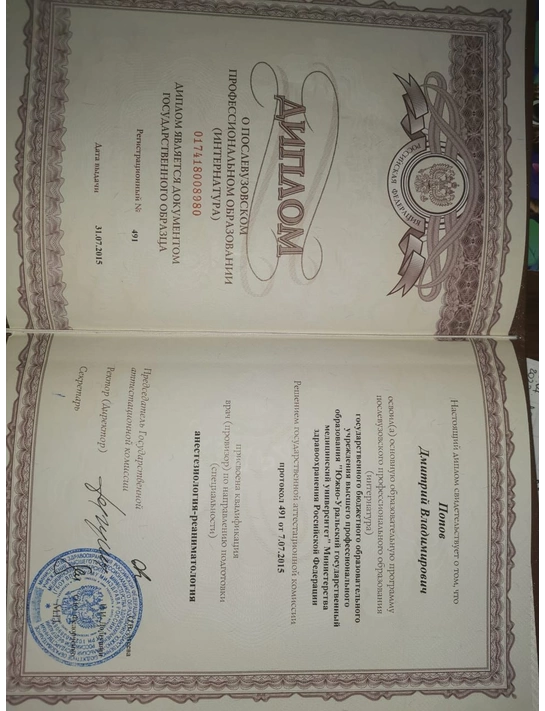 РОССИЙСКАЯ ФЕДЕРАЦИЯ
ДИПЛОМ
О ПОСЛЕВУЗОВСКОМ
ПРОФЕССИОНАЛЬНОМ ОБРАЗОВАНИИ
(ИНТЕРНАТУРА)
017418008980
ДИПЛОМ ЯВЛЯЕТСЯ ДОКУМЕНТОМ
ГОСУДАРСТВЕННОГО ОБРАЗЦА
Регистрационный № 491
Дата выдачи 31.07.2015
Настоящий диплом свидетельствует о том, что
Попов
Дмитрий Владимирович
освоил(а) основную образовательную программу
послевузовского профессионального образования
(интернатура)
государственного бюджетного образовательного
учреждения высшего профессионального
образования "Южно-Уральский государственный
медицинский университет" Министерства
здравоохранения Российской Федерации
Решением государственной аттестационной комиссии
протокол 491 от 7.07.2015
присвоена квалификация
врач (провизор) по направлению подготовки
(специальности)
анестезиология-реаниматология
Председатель Государственной
аттестационной комиссии
Ректор (Директор)
Секретарь
М.П.